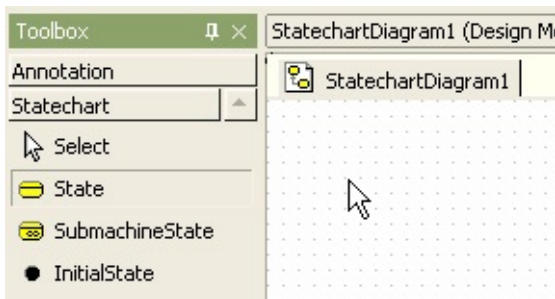 Toolbox
Annotation
Statechart
Select
State
SubmachineState
InitialState
StatechartDiagram1 (Design M
StatechartDiagram1